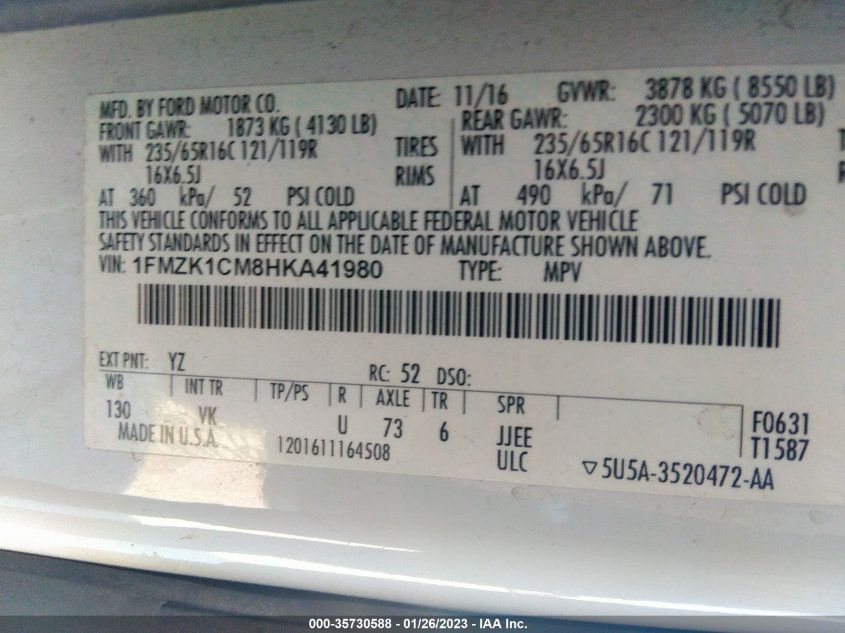 MFD. BY FORD MOTOR CO. DATE: 11/16 GVWR: 3878 KG ( 8550 LB)
FRONT GAWR: 1873 KG ( 4130 LB) REAR GAWR: 2300 KG ( 5070 LB)
WITH 235/65R16C 121/119R TIRES WITH 235/65R16C 121/119R
16X6.5J RIMS 16X6.5J
AT 360 kPa/ 52 PSI COLD AT 490 kPa/ 71 PSI COLD
THIS VEHICLE CONFORMS TO ALL APPLICABLE FEDERAL MOTOR VEHICLE
SAFETY STANDARDS IN EFFECT ON THE DATE OF MANUFACTURE SHOWN ABOVE.
VIN: 1FMZK1CM8HKA41980 TYPE: MPV
EXT PNT: YZ RC: 52 DSO:
WB INT TR TP/PS R AXLE TR SPR
130 VK U 73 6 JJEE F0631
MADE IN U.S.A. 1201611164508 ULC T1587
▽5U5A-3520472-AA
000-35730588 — 01/26/2023 — IAA Inc.